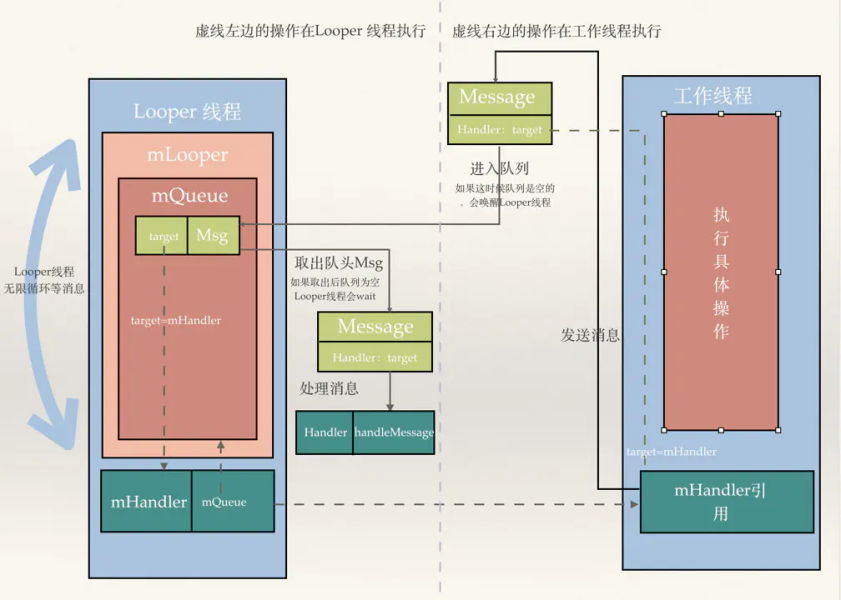 虚线左边的操作在Looper 线程执行
虚线右边的操作在工作线程执行
Looper 线程
mLooper
mQueue
target
Msg
target=mHandler
mHandler
mQueue
Looper线程
无限循环等消息
Message
Handler: target
进入队列
如果这时候队列是空的
，会唤醒Looper线程
取出队头Msg
如果取出后队列为空
Looper线程会wait
Message
Handler: target
处理消息
Handler
handleMessage
工作线程
执
行
具
体
操
作
发送消息
target=mHandler
mHandler引
用